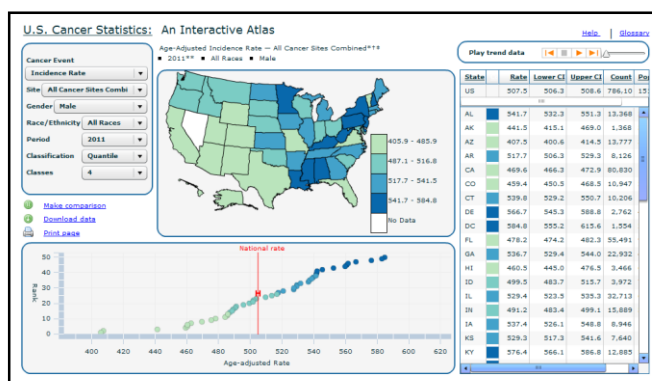 U.S. Cancer Statistics: An Interactive Atlas
Help Glossary
Cancer Event
Incidence Rate
Site All Cancer Sites Combi
Gender Male
Race/Ethnicity All Races
Period 2011
Classification Quantile
Classes 4
Make comparison
Download data
Print page
Age-Adjusted Incidence Rate — All Cancer Sites Combined*†‡
2011** All Races Male
405.9 - 485.9
487.1 - 516.8
517.7 - 541.5
541.7 - 584.8
No Data
Play trend data
State Rate Lower CI Upper CI Count Po
US 507.5 506.3 508.6 786,10 15
AL 541.7 532.3 551.3 13,368
AK 441.5 415.1 469.0 1,368
AZ 407.5 400.6 414.5 13,777
AR 517.7 506.3 529.3 8,126
CA 469.6 466.3 472.9 80,830
CO 459.4 450.5 468.5 10,947
CT 539.8 529.2 550.7 10,206
DE 566.7 545.3 588.8 2,762
DC 584.8 555.2 615.6 1,554
FL 478.2 474.2 482.3 55,491
GA 536.7 529.4 544.0 22,932
HI 460.5 445.0 476.5 3,466
ID 499.5 483.7 515.7 3,972
IL 529.4 523.5 535.3 32,713
IN 491.2 483.4 499.1 15,889
IA 537.4 526.1 548.8 8,946
KS 529.3 517.3 541.6 7,640
KY 576.4 566.1 586.8 12,885
National rate
50
40
30
20
10
0
Rank
400 420 440 460 480 500 520 540 560 580 600 620
Age-adjusted Rate